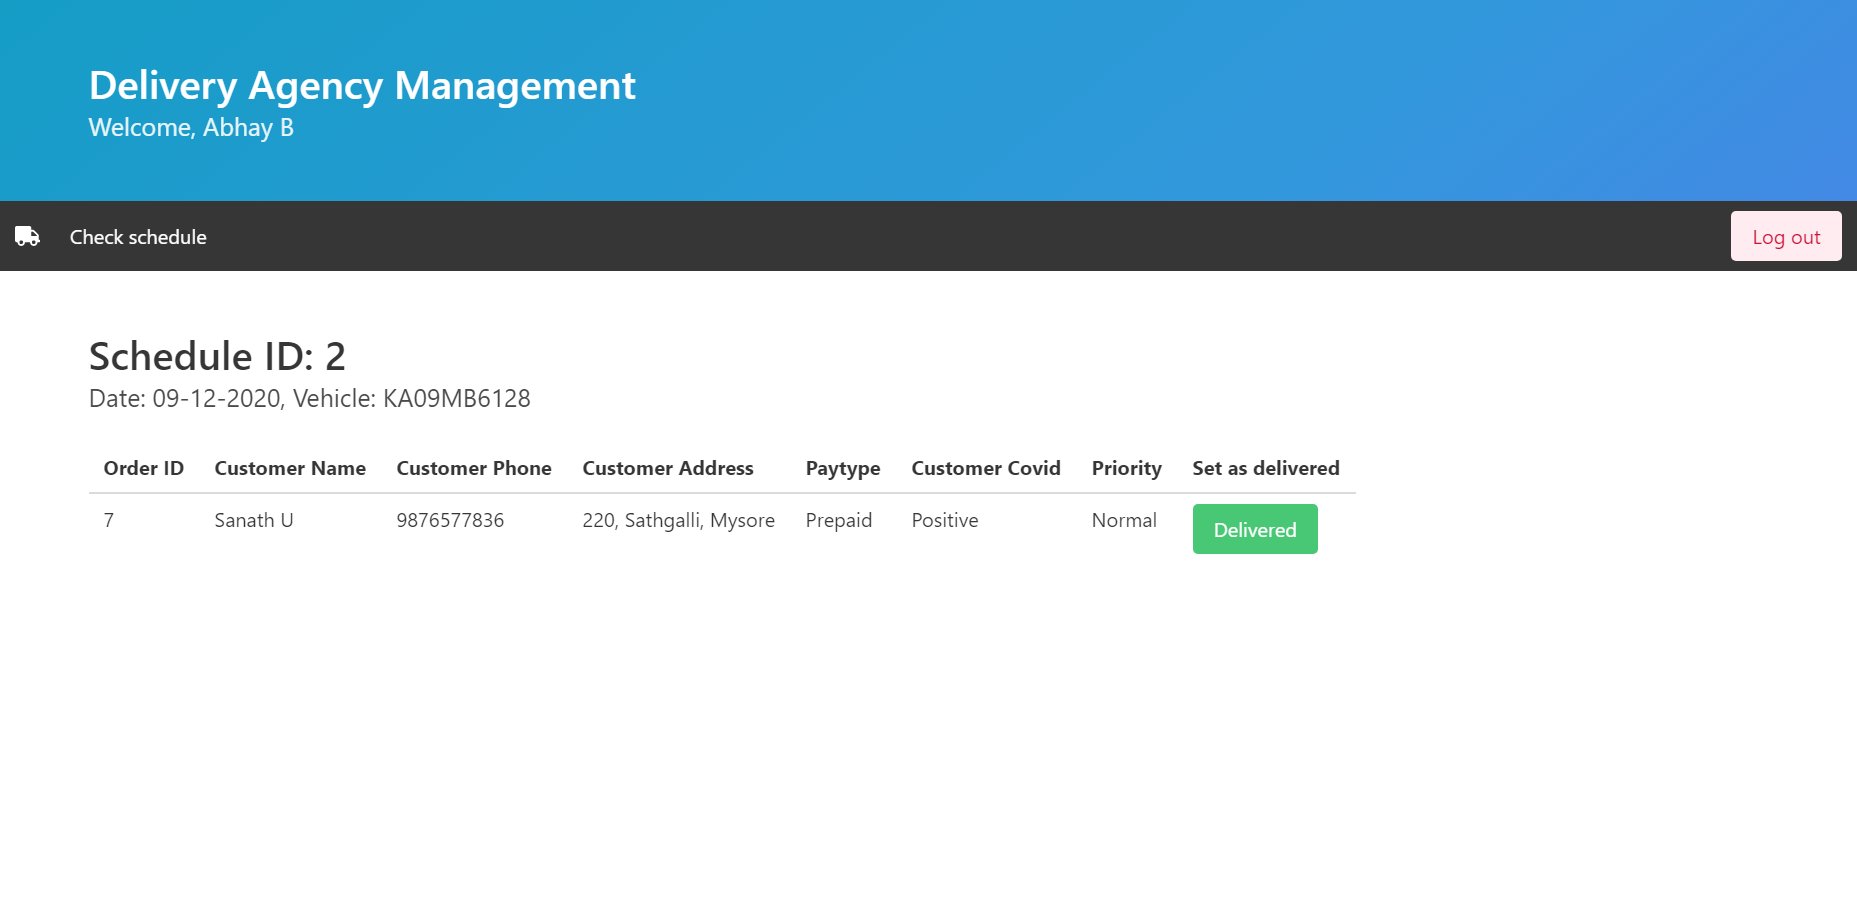 Delivery Agency Management
Welcome, Abhay B
Check schedule
Log out
Schedule ID: 2
Date: 09-12-2020, Vehicle: KA09MB6128
Order ID Customer Name Customer Phone Customer Address Paytype Customer Covid Priority Set as delivered
7 Sanath U 9876577836 220, Sathgalli, Mysore Prepaid Positive Normal Delivered